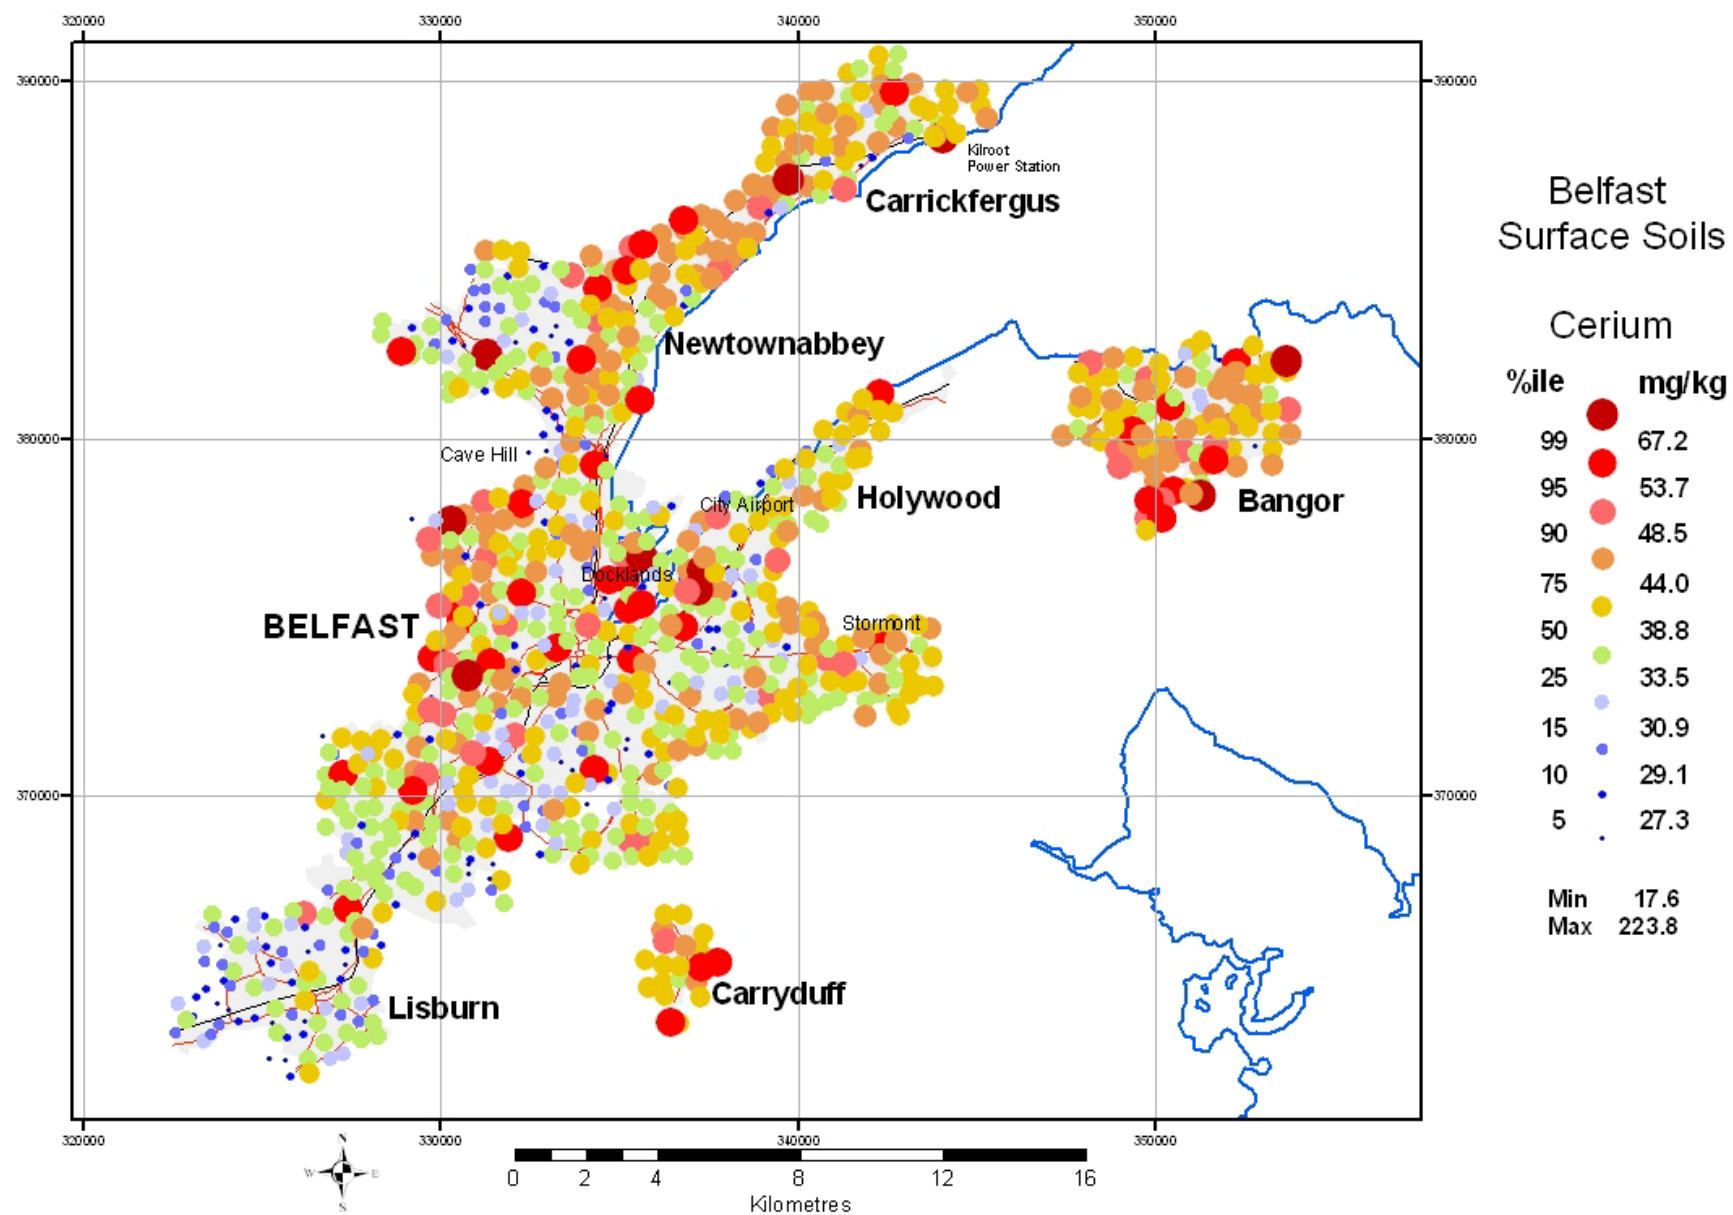 320000 330000 340000 350000
390000 390000
Kilroot
Power Station
Carrickfergus
Newtownabbey
380000 380000
Cave Hill
City Airport
Holywood
Bangor
Docklands
BELFAST
Stormont
370000 370000
Lisburn
Carryduff
320000 330000 340000 350000
N
W E
S
0 2 4 8 12 16
Kilometres
Belfast
Surface Soils
Cerium
%ile mg/kg
99 67.2
95 53.7
90 48.5
75 44.0
50 38.8
25 33.5
15 30.9
10 29.1
5 27.3
Min 17.6
Max 223.8